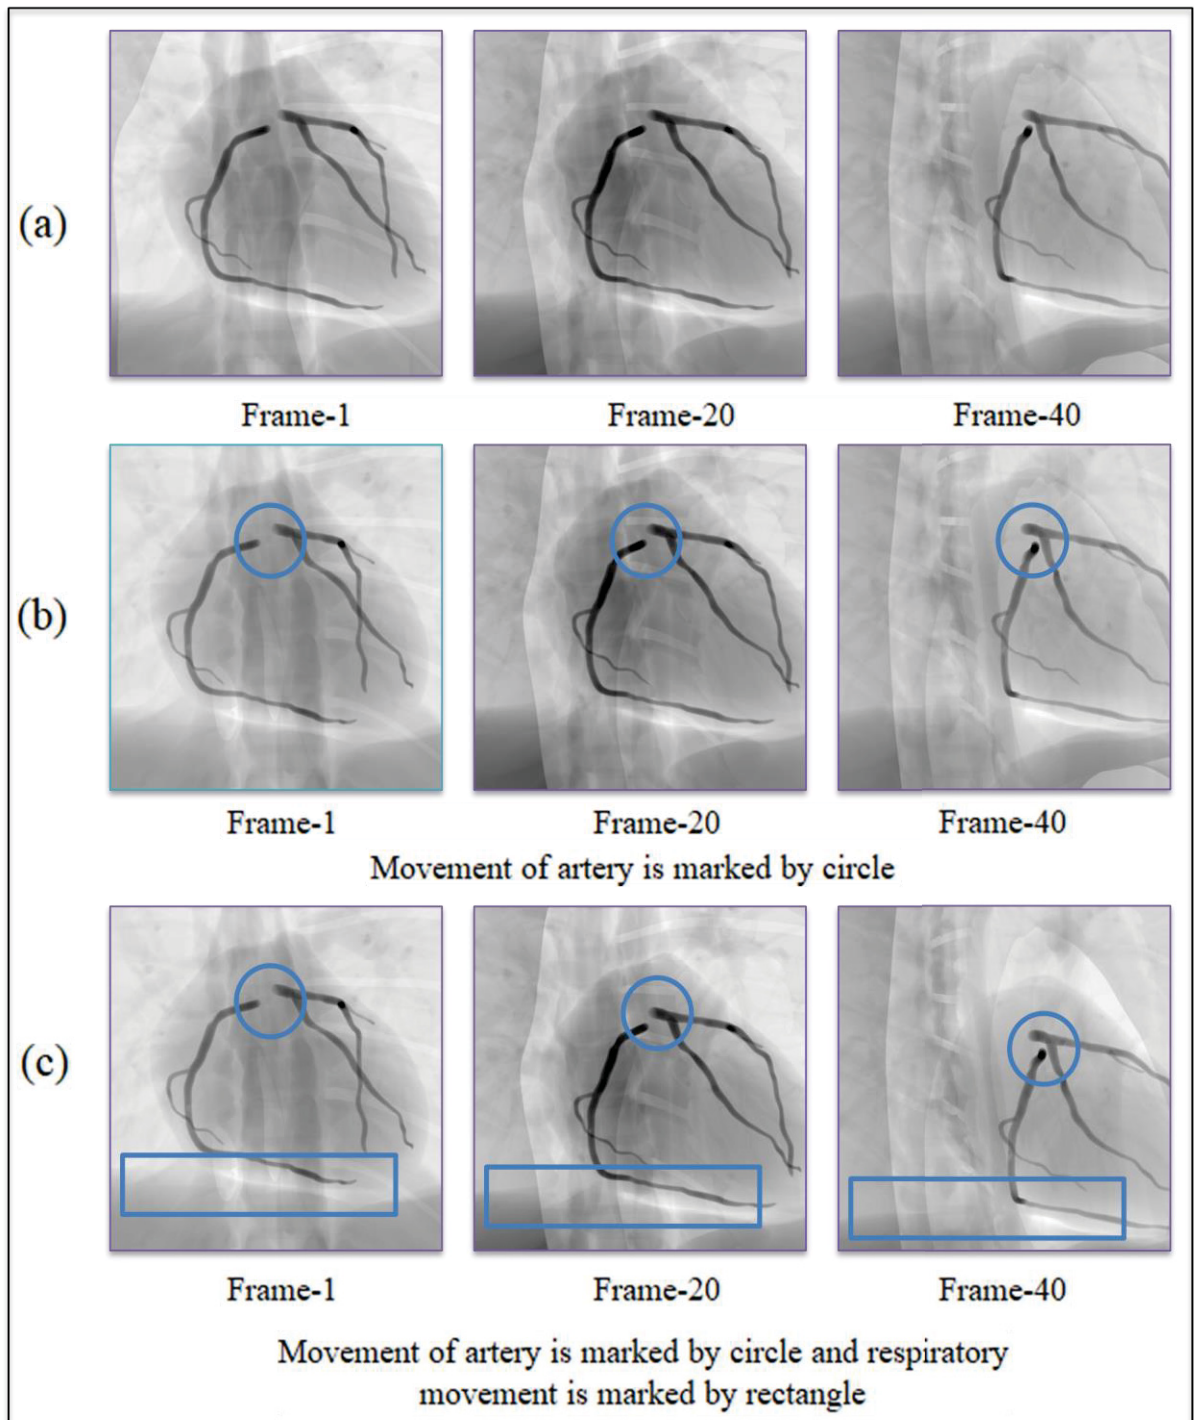 (a)
Frame-1 Frame-20 Frame-40
(b)
Frame-1 Frame-20 Frame-40
Movement of artery is marked by circle
(c)
Frame-1 Frame-20 Frame-40
Movement of artery is marked by circle and respiratory
movement is marked by rectangle